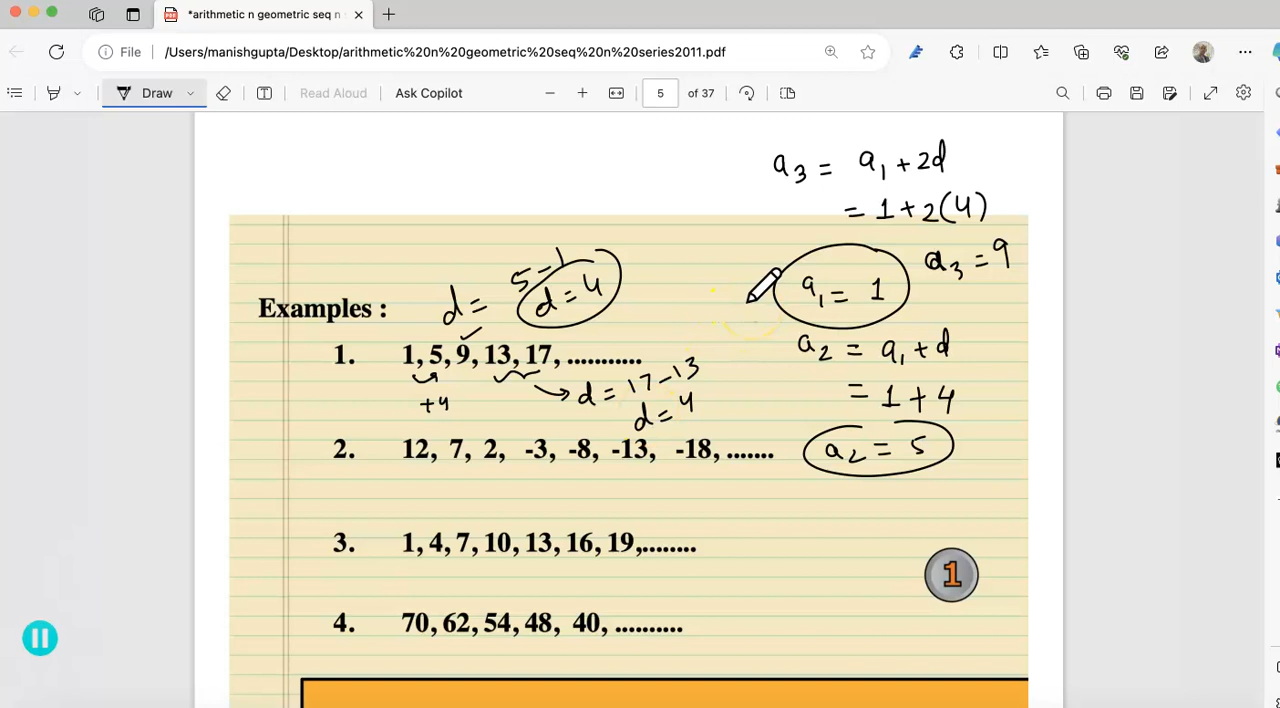 *arithmetic n geometric seq n
File /Users/manishgupta/Desktop/arithmetic%20n%20geometric%20seq%20n%20series2011.pdf
Draw Read Aloud Ask Copilot 5 of 37
a₃ = a₁ + 2d
= 1 + 2(4)
a₃ = 9
5 - 1
d = d = 4
a₁ = 1
Examples :
1. 1, 5, 9, 13, 17, ............
+4
d = 17 - 13
d = 4
a₂ = a₁ + d
= 1 + 4
a₂ = 5
2. 12, 7, 2, -3, -8, -13, -18, .......
3. 1, 4, 7, 10, 13, 16, 19,........
1
4. 70, 62, 54, 48, 40, ..........